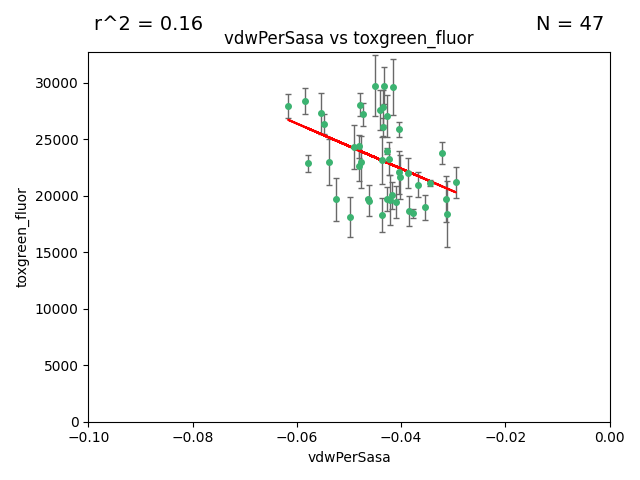 r^2 = 0.16
N = 47
vdwPerSasa vs toxgreen_fluor
toxgreen_fluor
30000
25000
20000
15000
10000
5000
0
−0.10
−0.08
−0.06
−0.04
−0.02
0.00
vdwPerSasa